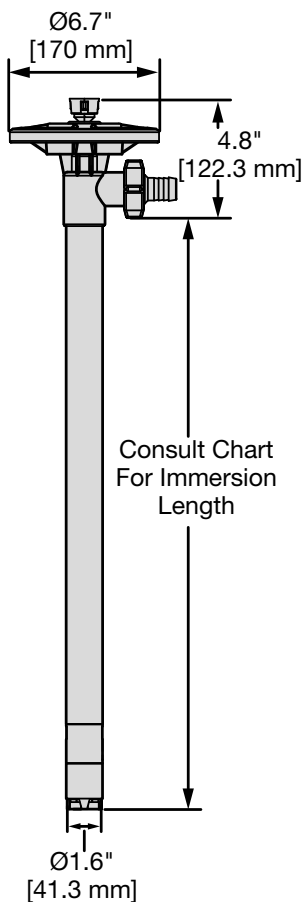 Ø6.7"
[170 mm]
4.8"
[122.3 mm]
Consult Chart
For Immersion
Length
Ø1.6"
[41.3 mm]